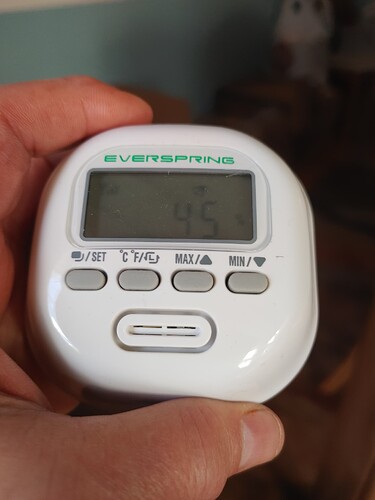 EVERSPRING
45
/SET
°C °F/
MAX/▲
MIN/▼